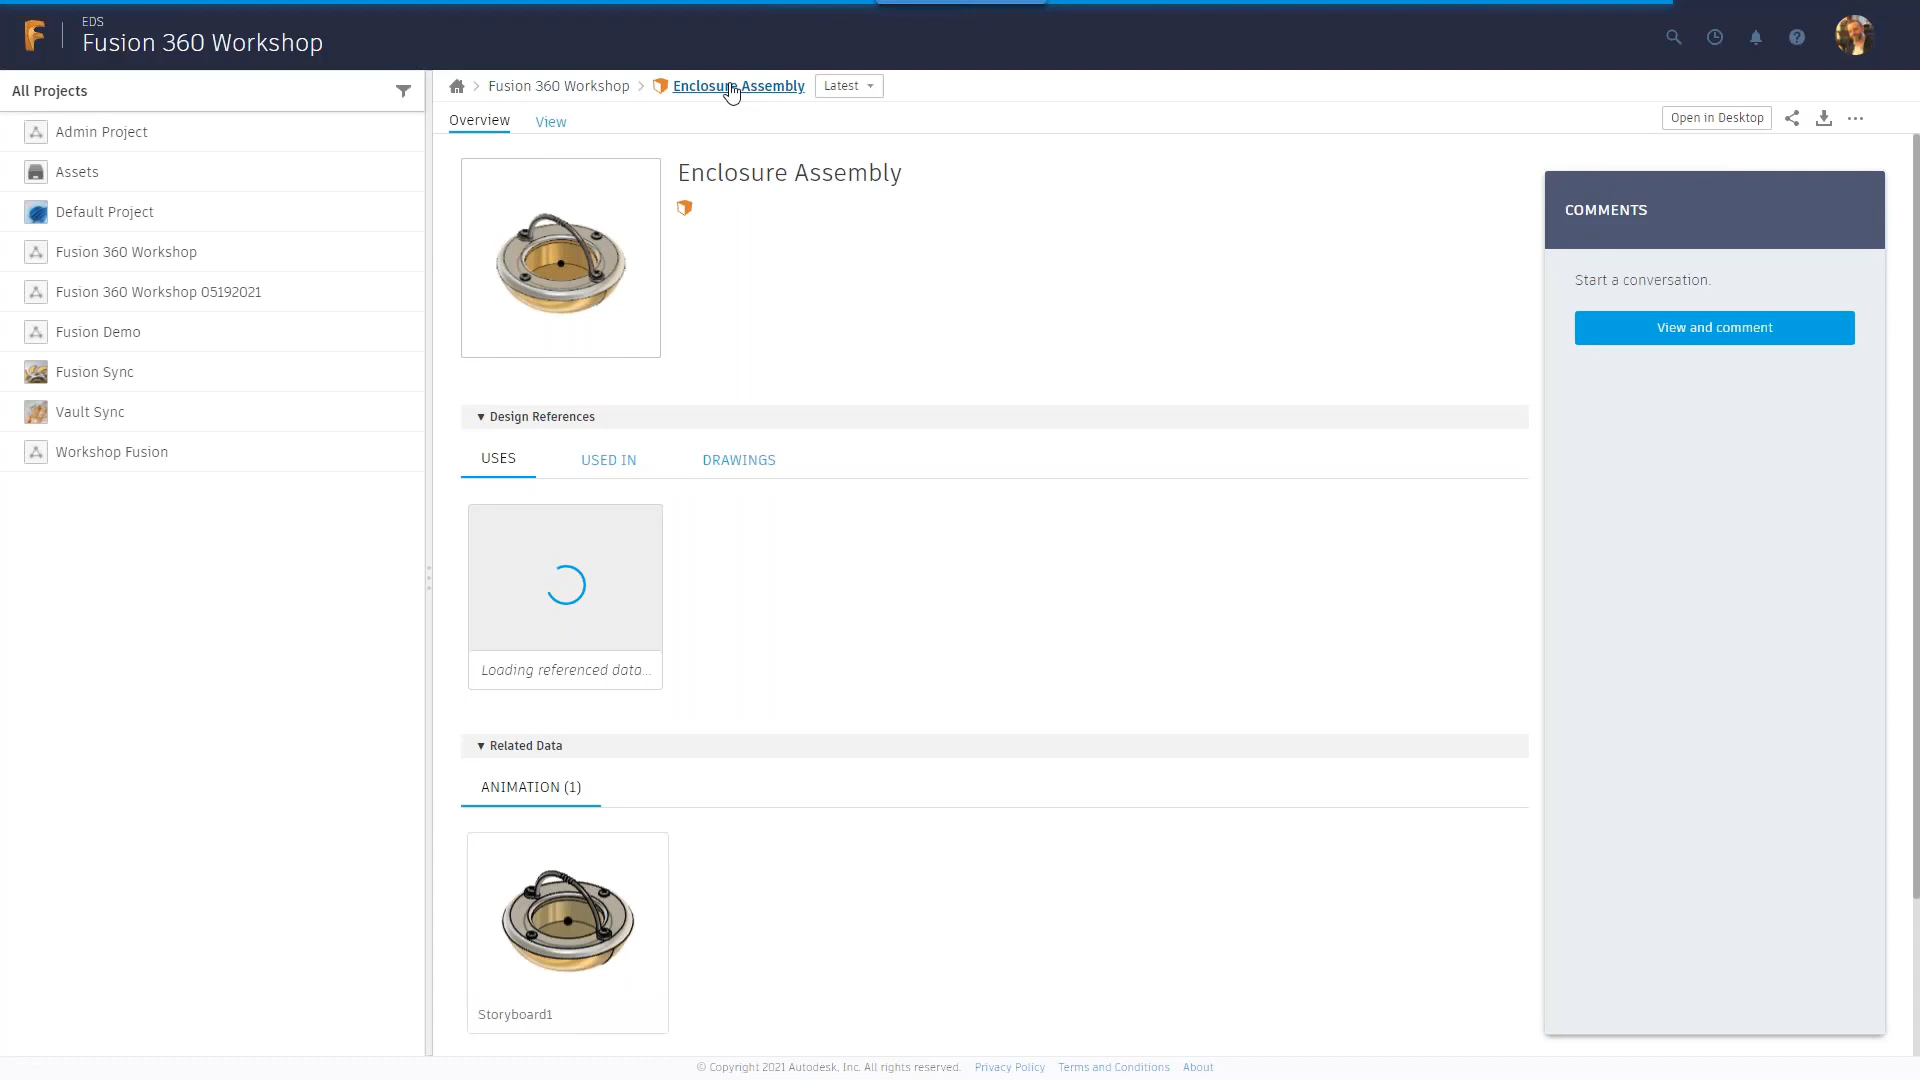 EDS
Fusion 360 Workshop
All Projects
Admin Project
Assets
Default Project
Fusion 360 Workshop
Fusion 360 Workshop 05192021
Fusion Demo
Fusion Sync
Vault Sync
Workshop Fusion
Fusion 360 Workshop
Enclosure Assembly
Latest
Overview
View
Open in Desktop
Enclosure Assembly
Design References
USES
USED IN
DRAWINGS
Loading referenced data...
Related Data
ANIMATION (1)
Storyboard1
COMMENTS
Start a conversation.
View and comment
© Copyright 2021 Autodesk, Inc. All rights reserved. Privacy Policy Terms and Conditions About